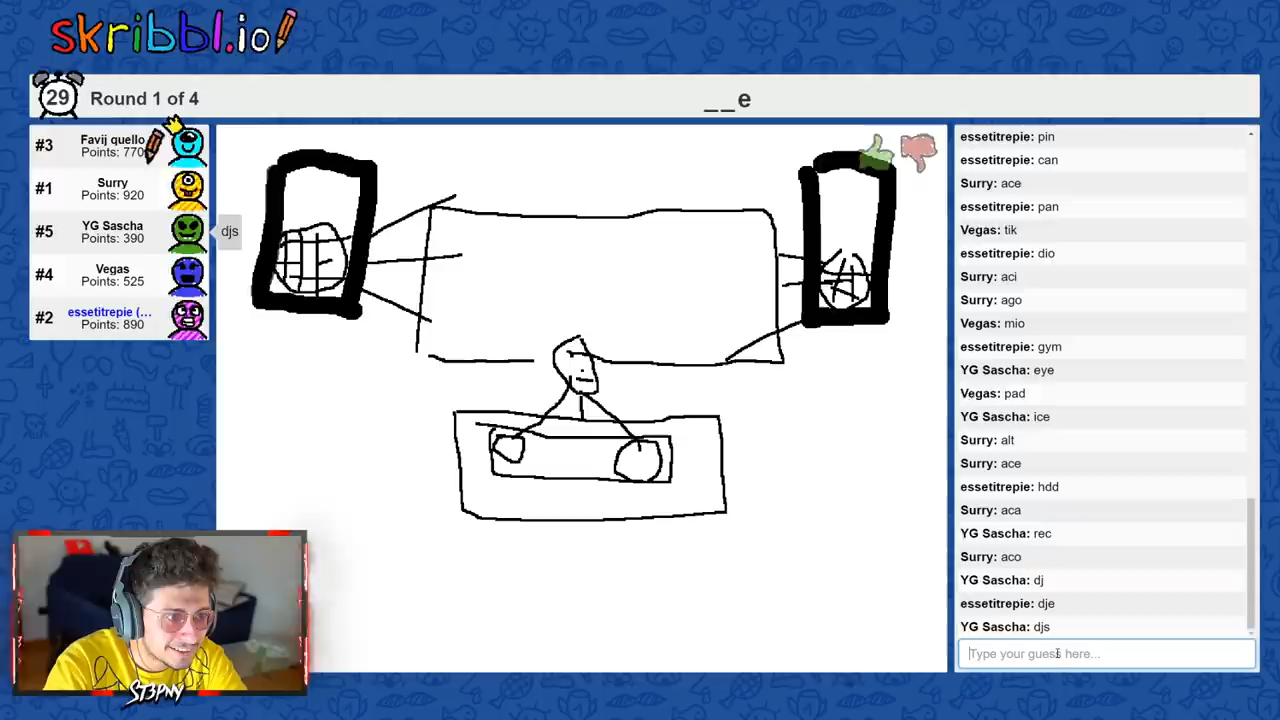 skribbl.io!
29
Round 1 of 4
__e
#3
Favij quello
Points: 770
#1
Surry
Points: 920
#5
YG Sascha
Points: 390
djs
#4
Vegas
Points: 525
#2
essetitrepie (...
Points: 890
essetitrepie: pin
essetitrepie: can
Surry: ace
essetitrepie: pan
Vegas: tik
essetitrepie: dio
Surry: aci
Surry: ago
Vegas: mio
essetitrepie: gym
YG Sascha: eye
Vegas: pad
YG Sascha: ice
Surry: alt
Surry: ace
essetitrepie: hdd
Surry: aca
YG Sascha: rec
Surry: aco
YG Sascha: dj
essetitrepie: dje
YG Sascha: djs
Type your guess here...
ST3PNY